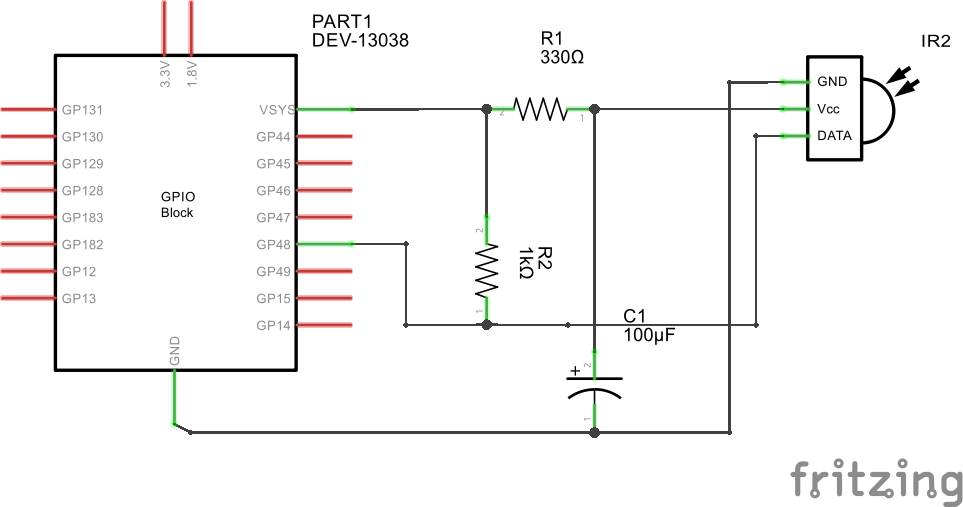 PART1
DEV-13038
R1
330Ω
IR2
3.3V
1.8V
GND
Vcc
DATA
GP131
VSYS
2
1
GP130
GP44
GP129
GP45
GP128
GP46
GPIO
Block
GP183
GP47
GP182
GP48
2
R2
1kΩ
GP12
GP49
GP13
GP15
1
GP14
C1
100µF
GND
2
+
1
fritzing